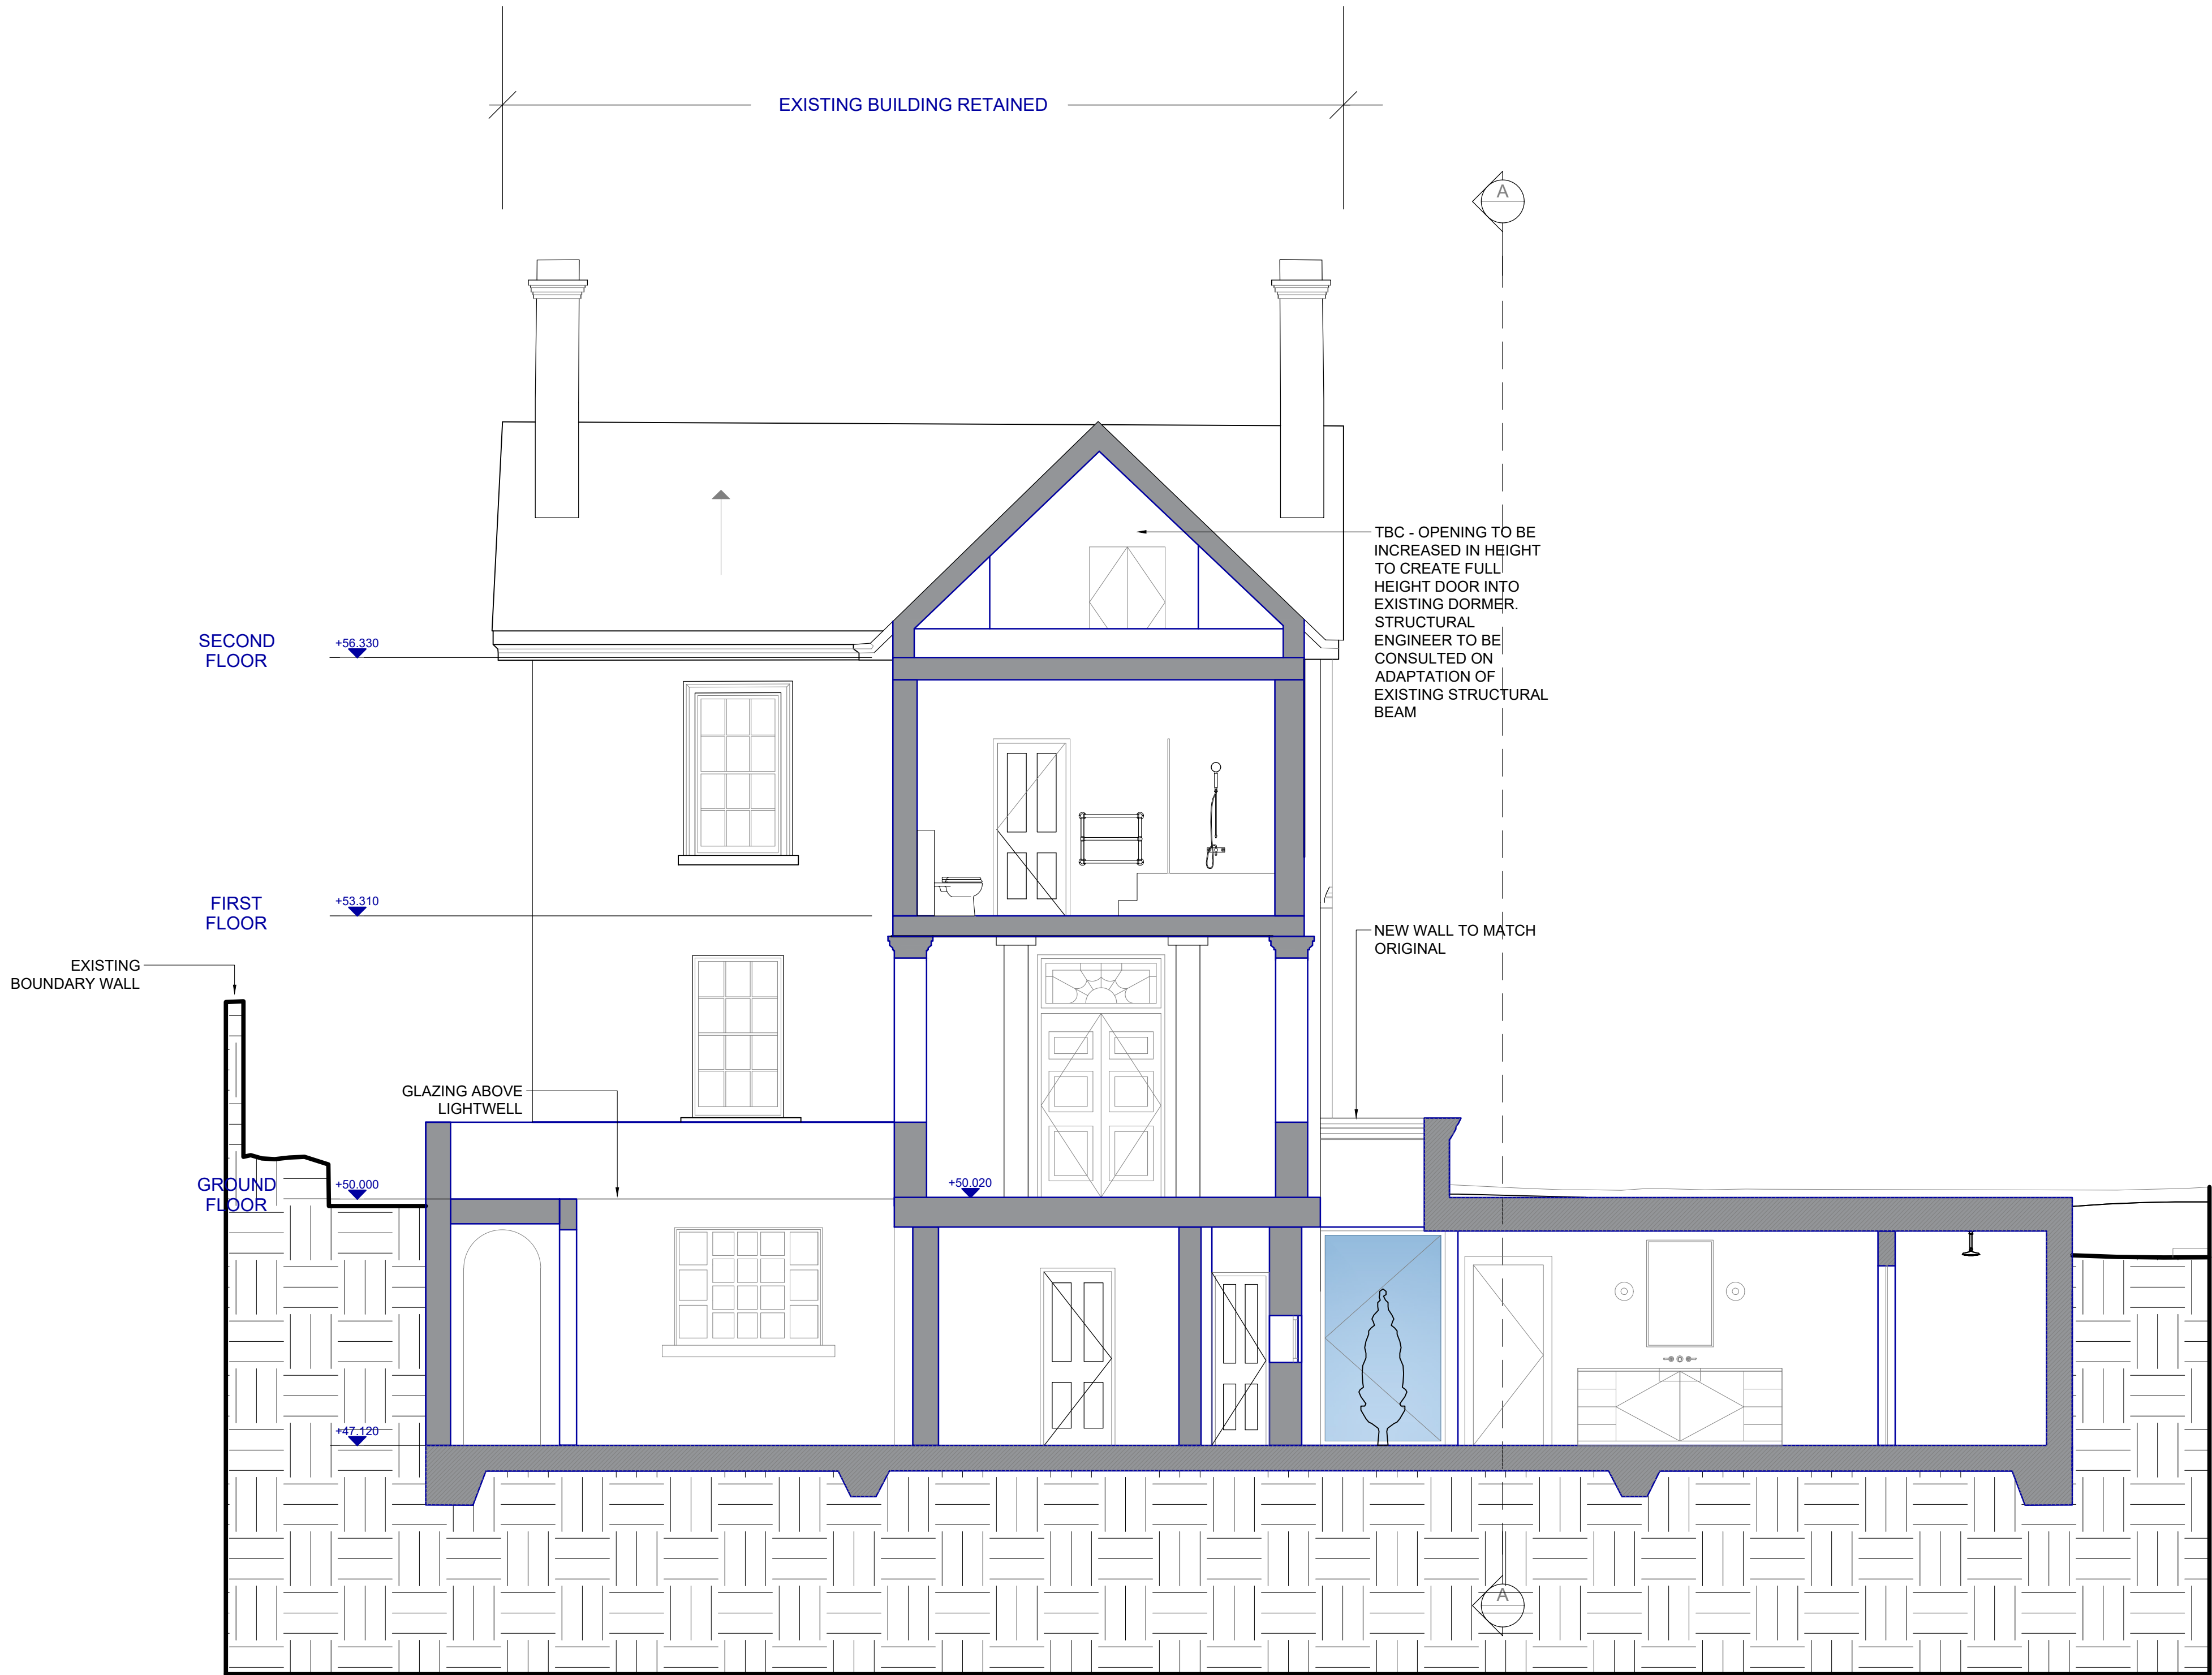 EXISTING BUILDING RETAINED
A
TBC - OPENING TO BE
INCREASED IN HEIGHT
TO CREATE FULL
HEIGHT DOOR INTO
EXISTING DORMER.
STRUCTURAL
ENGINEER TO BE
CONSULTED ON
ADAPTATION OF
EXISTING STRUCTURAL
BEAM
SECOND
FLOOR
+56.330
FIRST
FLOOR
+53.310
NEW WALL TO MATCH
ORIGINAL
EXISTING
BOUNDARY WALL
GLAZING ABOVE
LIGHTWELL
GROUND
FLOOR
+50.000
+50.020
+47.120
A